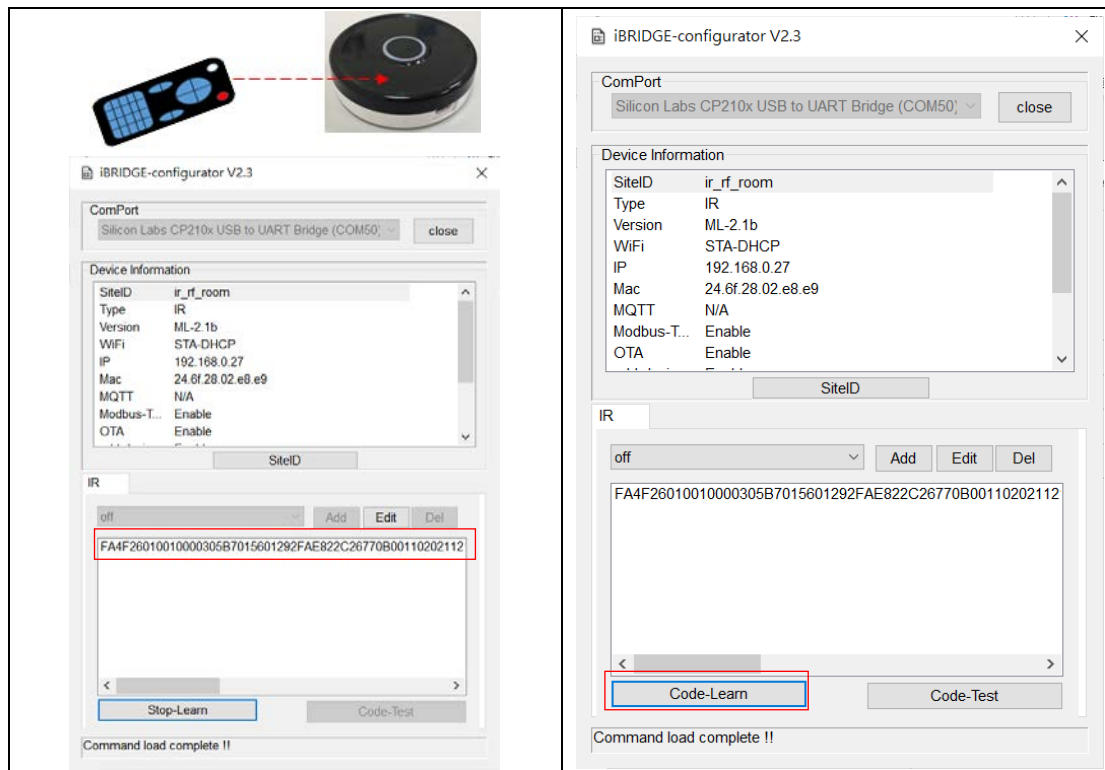 iBRIDGE-configurator V2.3
ComPort
Silicon Labs CP210x USB to UART Bridge (COM50;
close
Device Information
SiteID ir_rf_room
Type IR
Version ML-2.1b
WiFi STA-DHCP
IP 192.168.0.27
Mac 24.6f.28.02.e8.e9
MQTT N/A
Modbus-T... Enable
OTA Enable
SiteID
IR
off
Add Edit Del
FA4F26010010000305B7015601292FAE822C26770B00110202112
Stop-Learn Code-Test
Command load complete !!
iBRIDGE-configurator V2.3
ComPort
Silicon Labs CP210x USB to UART Bridge (COM50;
close
Device Information
SiteID ir_rf_room
Type IR
Version ML-2.1b
WiFi STA-DHCP
IP 192.168.0.27
Mac 24.6f.28.02.e8.e9
MQTT N/A
Modbus-T... Enable
OTA Enable
SiteID
IR
off
Add Edit Del
FA4F26010010000305B7015601292FAE822C26770B00110202112
Code-Learn Code-Test
Command load complete !!